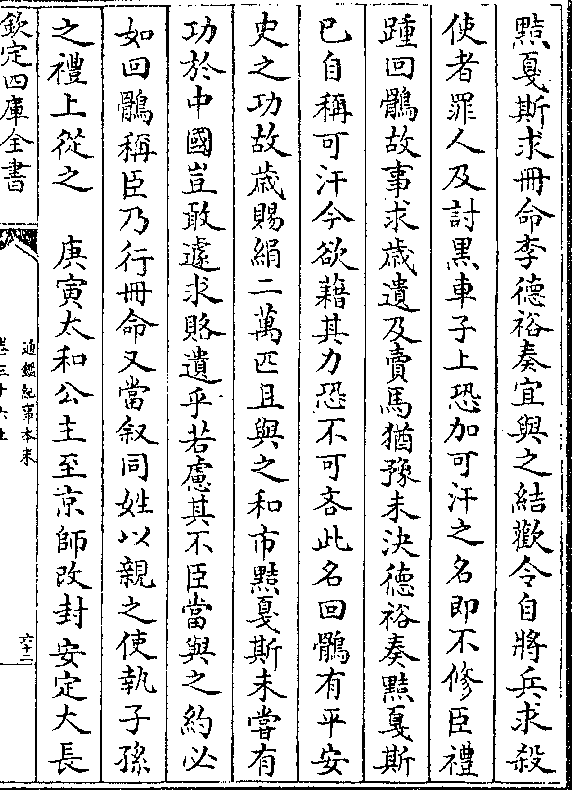 黠戛斯求冊命李德裕奏宜與之結歡令自將兵求殺
使者罪人及討黒車子上恐加可汗之名即不修臣禮
踵回鶻故事求歳遺及賣馬猶豫未決德裕奏黠戛斯
已自稱可汗今欲藉其力恐不可吝此名回鶻有平安
史之功故歳賜絹二萬匹且與之和市黠戛斯未嘗有
功於中國豈敢遽求賂遺乎若慮其不臣當與之約必
如回鶻稱臣乃行冊命又當叙同姓以親之使執子孫
之禮上從之　庚寅太和公主至京師改封安定大長
欽定四庫全書
通鑑紀事本末
卷三十六上
六十二